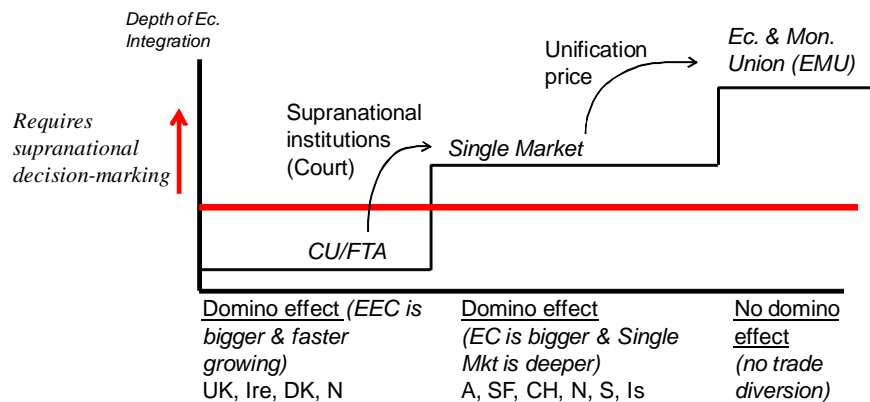 Depth of Ec.
Integration
Requires
supranational
decision-marking
Supranational
institutions
(Court)
Unification
price
Ec. & Mon.
Union (EMU)
Single Market
CU/FTA
Domino effect (EEC is
bigger & faster
growing)
UK, Ire, DK, N
Domino effect
(EC is bigger & Single
Mkt is deeper)
A, SF, CH, N, S, Is
No domino
effect
(no trade
diversion)